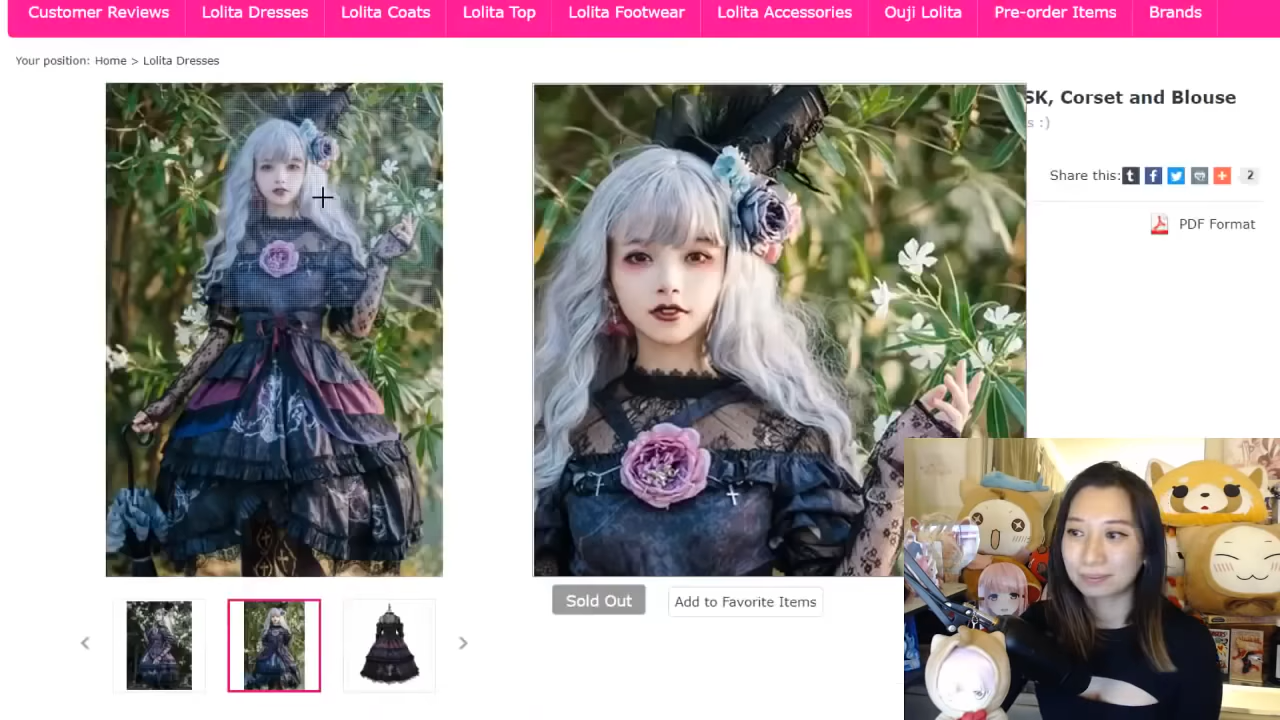 Customer Reviews
Lolita Dresses
Lolita Coats
Lolita Top
Lolita Footwear
Lolita Accessories
Ouji Lolita
Pre-order Items
Brands
Your position: Home > Lolita Dresses
SK, Corset and Blouse
s :)
Share this:
2
PDF Format
Sold Out
Add to Favorite Items